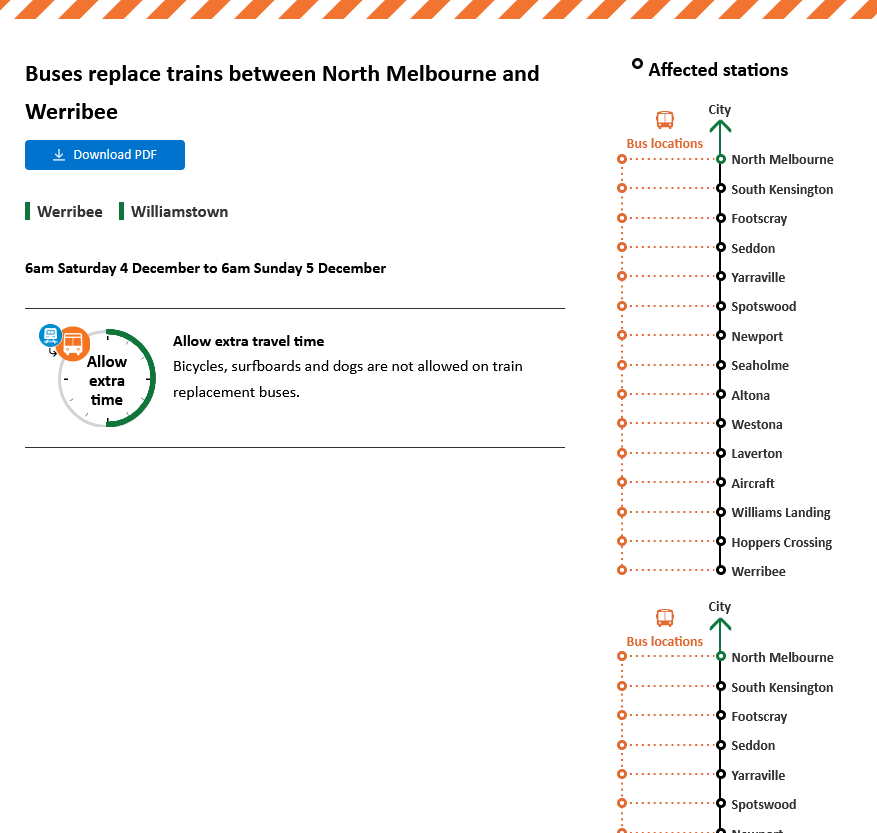 Buses replace trains between North Melbourne and
Werribee
Download PDF
Werribee
Williamstown
6am Saturday 4 December to 6am Sunday 5 December
Allow
extra
time
Allow extra travel time
Bicycles, surfboards and dogs are not allowed on train
replacement buses.
Affected stations
City
Bus locations
North Melbourne
South Kensington
Footscray
Seddon
Yarraville
Spotswood
Newport
Seaholme
Altona
Westona
Laverton
Aircraft
Williams Landing
Hoppers Crossing
Werribee
City
Bus locations
North Melbourne
South Kensington
Footscray
Seddon
Yarraville
Spotswood
Newport